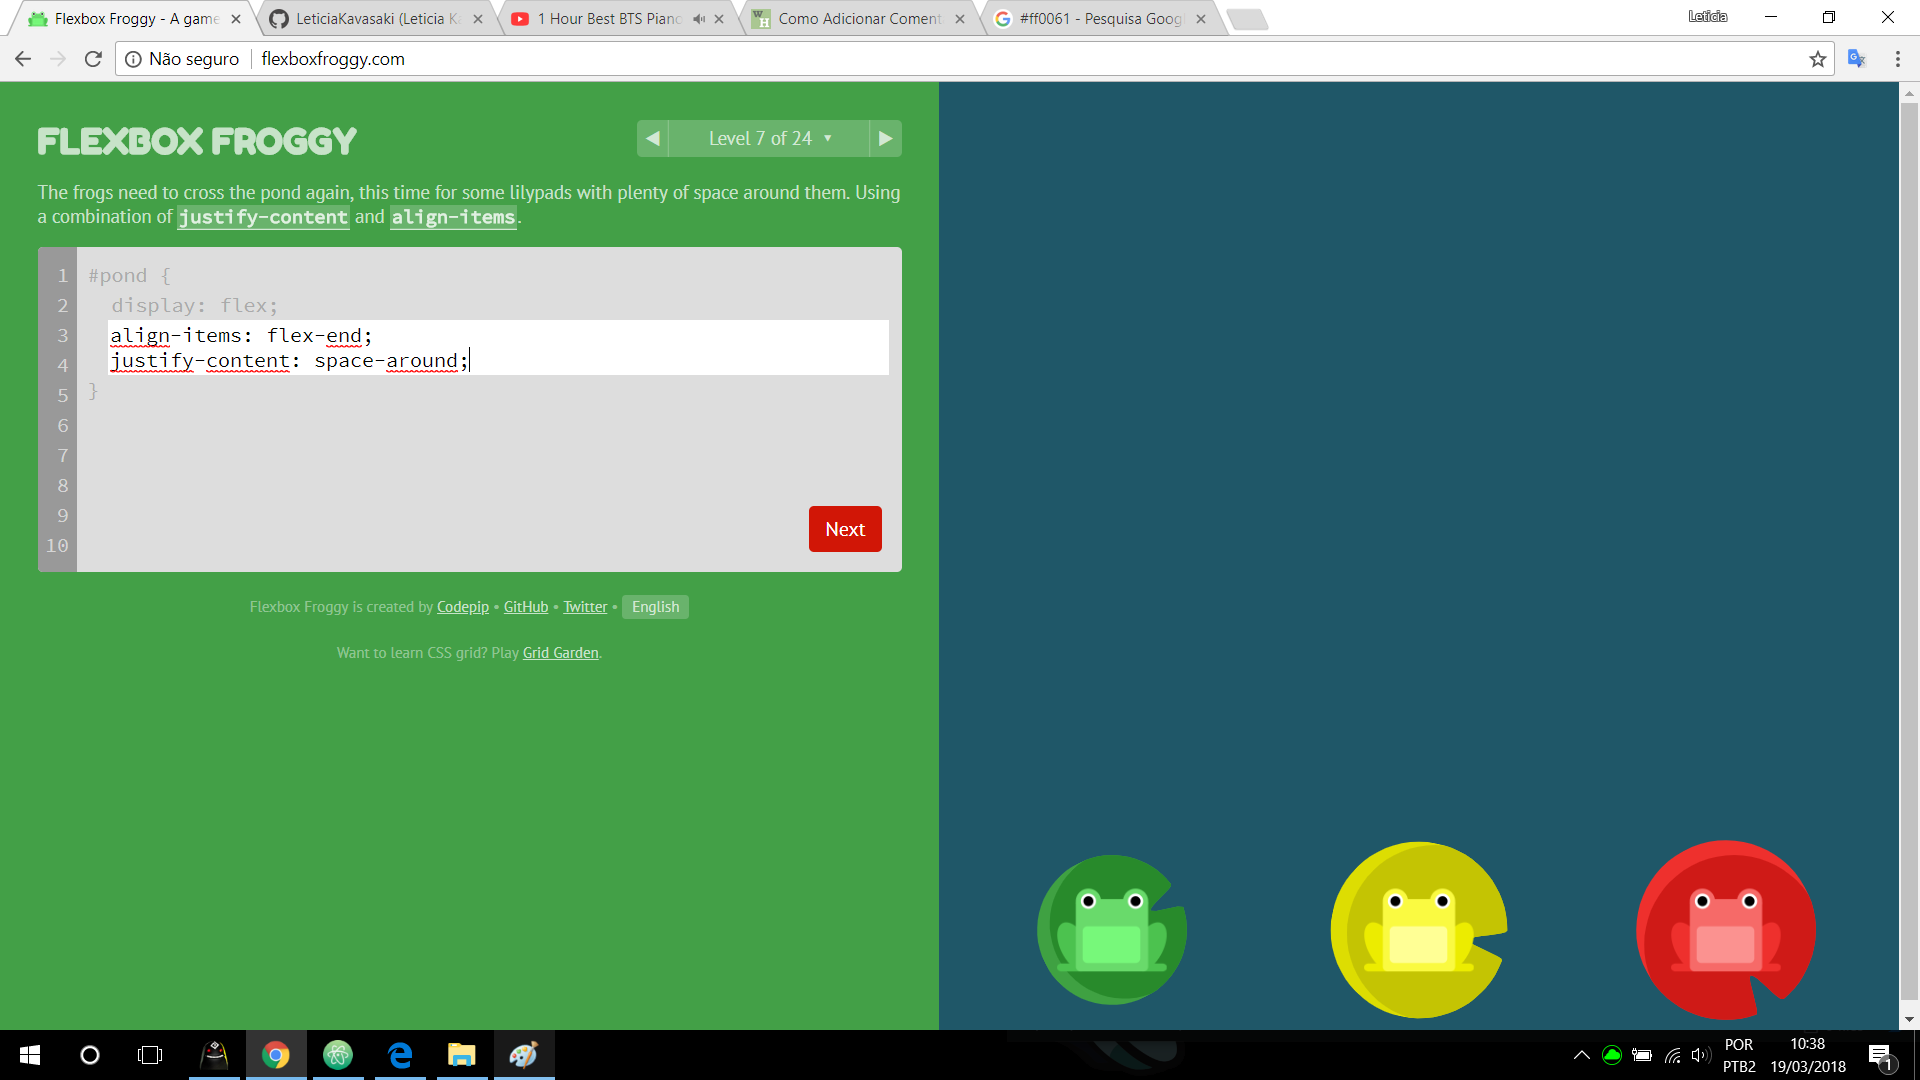 Flexbox Froggy - A game
LeticiaKavasaki (Leticia K
1 Hour Best BTS Piano
Como Adicionar Coment
#ff0061 - Pesquisa Goog
Leticia
Não seguro
flexboxfroggy.com
FLEXBOX FROGGY
Level 7 of 24
The frogs need to cross the pond again, this time for some lilypads with plenty of space around them. Using
a combination of justify-content and align-items.
1 #pond {
2 display: flex;
3 align-items: flex-end;
4 justify-content: space-around;
5 }
6
7
8
9
10
Next
Flexbox Froggy is created by Codepip • GitHub • Twitter • English
Want to learn CSS grid? Play Grid Garden.
POR
PTB2
10:38
19/03/2018
1